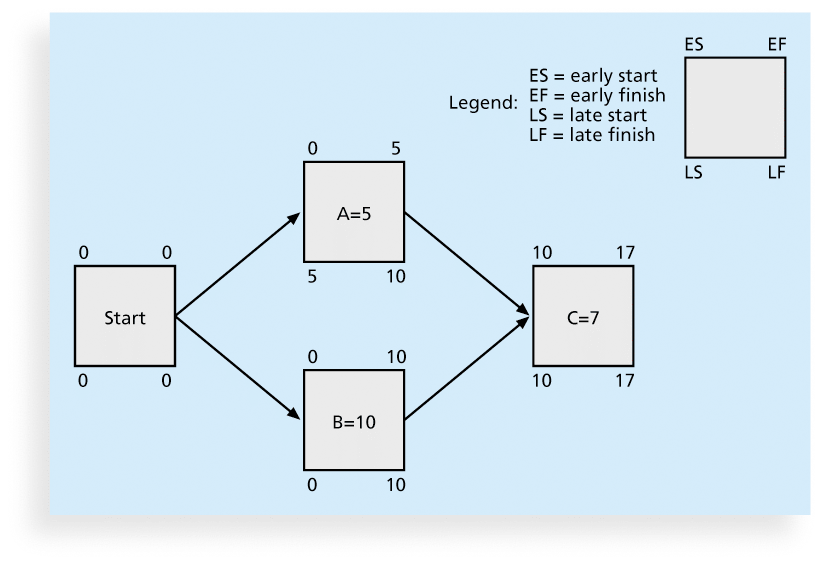 ES EF
Legend:
ES = early start
EF = early finish
LS = late start
LF = late finish
LS LF
0 5
A=5
5 10
0 0
Start
0 0
10 17
C=7
10 17
0 10
B=10
0 10